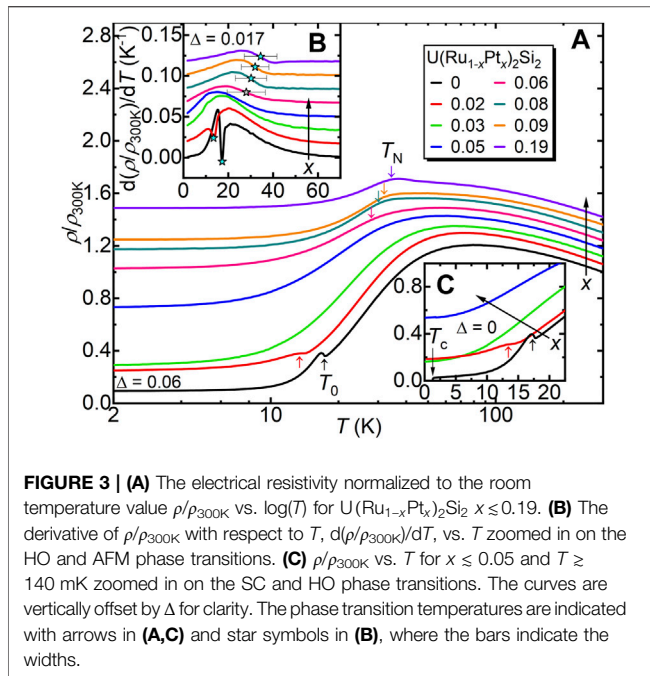 B
Δ = 0.017
d(ρ/ρ300K)/dT (K⁻¹)
0.15
0.10
0.05
0.00
0 20 40 60
x
A
U(Ru₁₋ₓPtₓ)₂Si₂
0 0.06
0.02 0.08
0.03 0.09
0.05 0.19
2.8
2.4
2.0
1.6
1.2
0.8
0.4
0.0
ρ/ρ300K
T_N
x
Δ = 0.06
T₀
C
0.8
0.4
0.0
T_c
Δ = 0
x
0 5 10 15 20
2 10 100
T (K)
FIGURE 3 | (A) The electrical resistivity normalized to the room
temperature value ρ/ρ300K vs. log(T) for U(Ru₁₋ₓPtₓ)₂Si₂ x ≲ 0.19. (B) The
derivative of ρ/ρ300K with respect to T, d(ρ/ρ300K)/dT, vs. T zoomed in on the
HO and AFM phase transitions. (C) ρ/ρ300K vs. T for x ≲ 0.05 and T ≳
140 mK zoomed in on the SC and HO phase transitions. The curves are
vertically offset by Δ for clarity. The phase transition temperatures are indicated
with arrows in (A,C) and star symbols in (B), where the bars indicate the
widths.